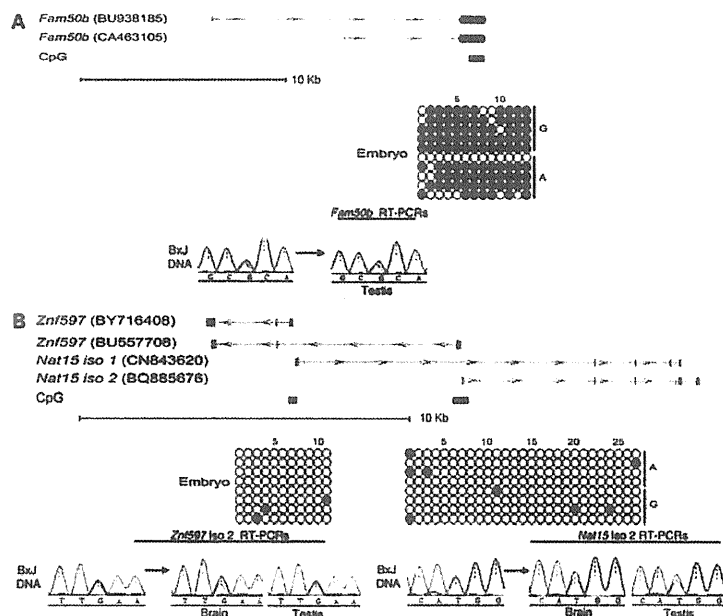 A
Fam50b (BU938185)
Fam50b (CA463105)
CpG
10 Kb
5 10
Embryo
G
A
Fam50b RT-PCRs
BxJ
DNA
G C G C A
G C G C A
Testis
B
Znf597 (BY716408)
Znf597 (BU557708)
Nat15 iso 1 (CN843620)
Nat15 iso 2 (BQ885676)
CpG
10 Kb
5 10
5 10 15 20 25
Embryo
A
G
Znf597 iso 2 RT-PCRs
Nat15 iso 2 RT-PCRs
BxJ
DNA
T T G A A
Brain
Testis
BxJ
DNA
C A T G G
Brain
Testis